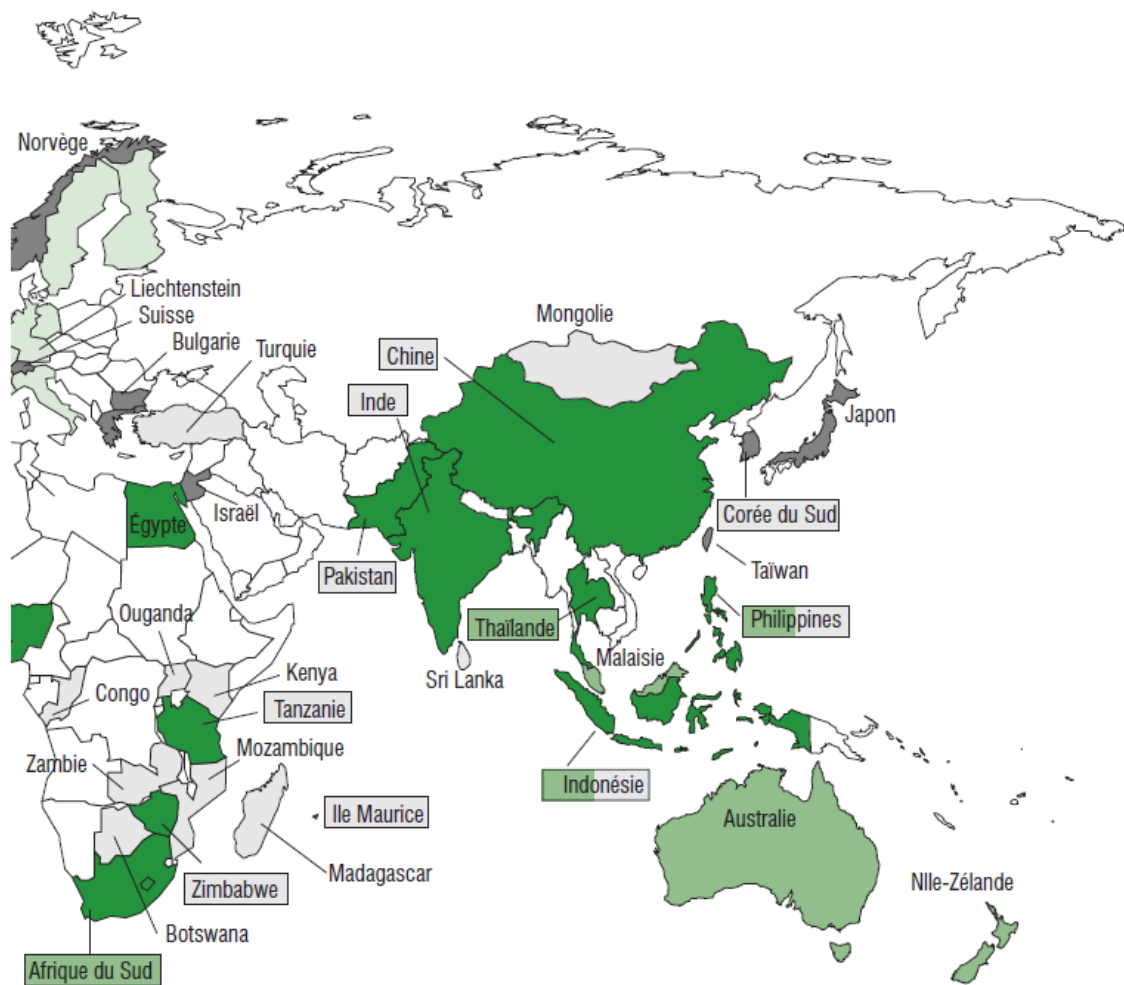 Norvège
Liechtenstein
Suisse
Bulgarie
Turquie
Mongolie
Chine
Inde
Japon
Israël
Égypte
Corée du Sud
Pakistan
Taïwan
Ouganda
Thaïlande
Philippines
Malaisie
Kenya
Sri Lanka
Congo
Tanzanie
Mozambique
Zambie
Indonésie
Ile Maurice
Australie
Madagascar
Zimbabwe
Nlle-Zélande
Botswana
Afrique du Sud